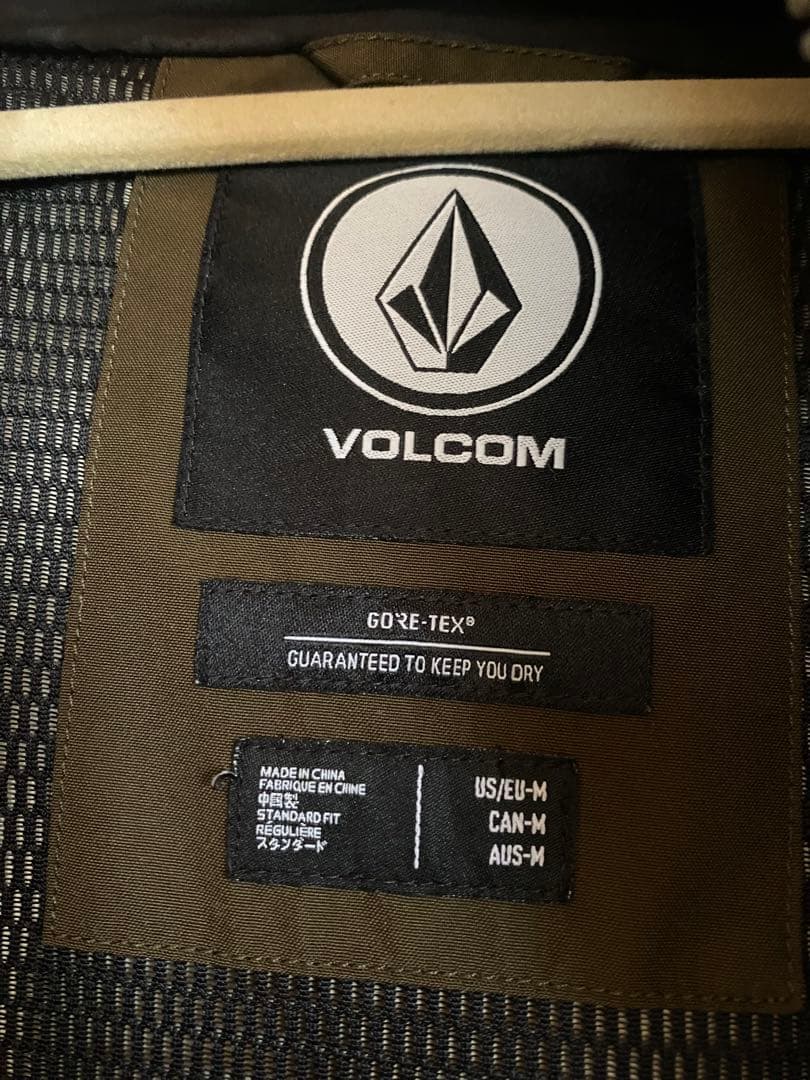 VOLCOM
GORE-TEX®
GUARANTEED TO KEEP YOU DRY
MADE IN CHINA
FABRIQUE EN CHINE
中国製
STANDARD FIT
RÉGULIÈRE
スタンダード
US/EU-M
CAN-M
AUS-M